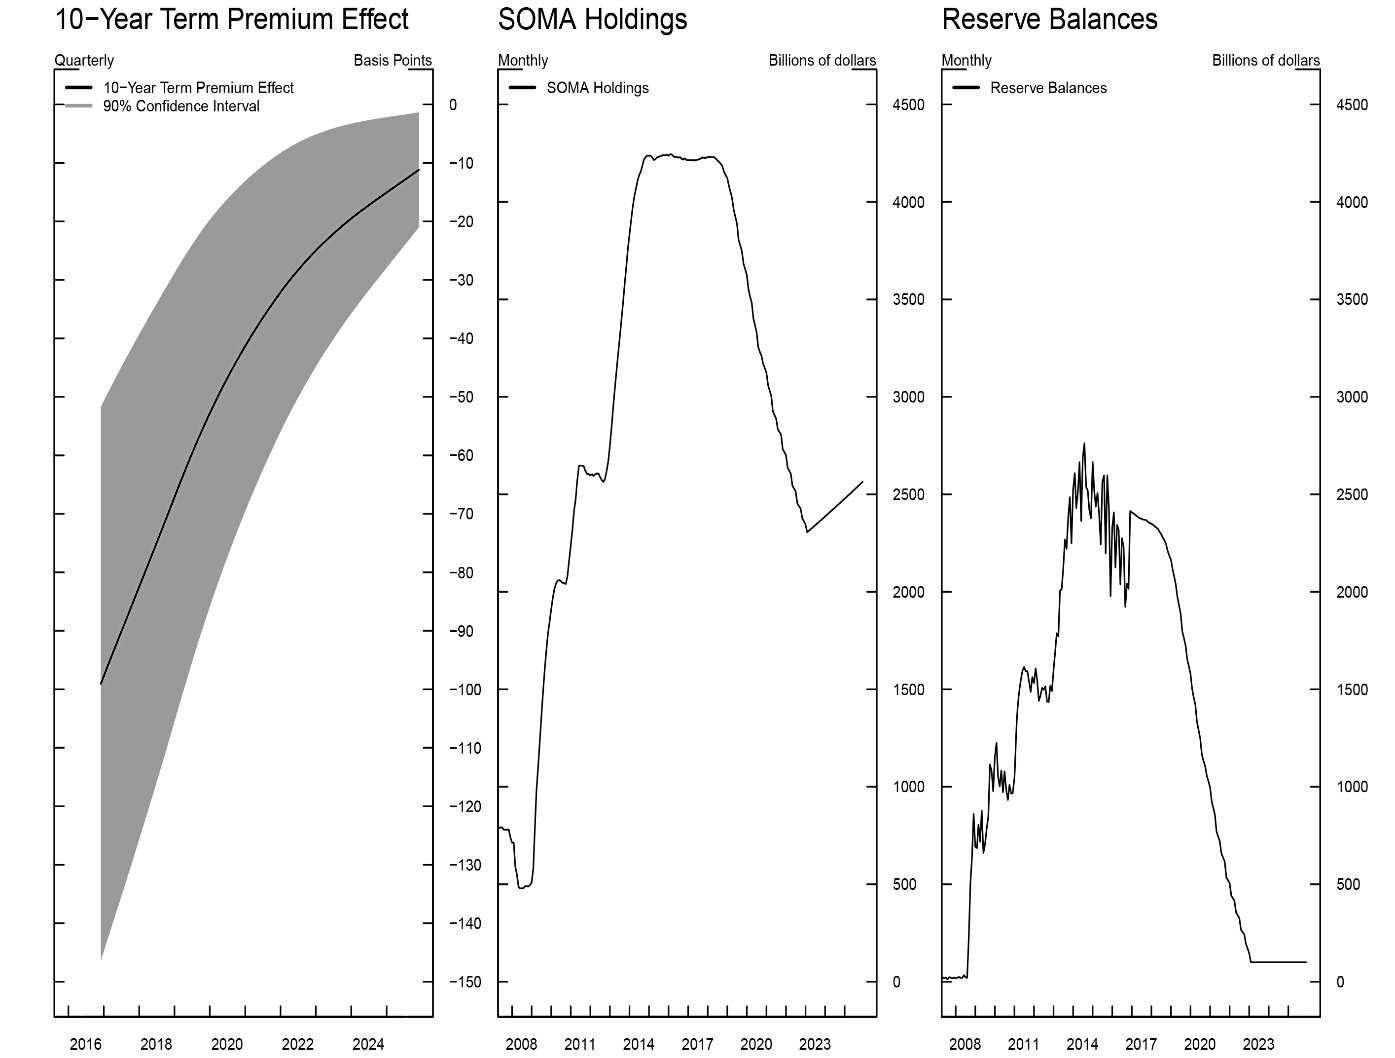 10−Year Term Premium Effect
Quarterly Basis Points
10−Year Term Premium Effect
90% Confidence Interval
0
−10
−20
−30
−40
−50
−60
−70
−80
−90
−100
−110
−120
−130
−140
−150
2016 2018 2020 2022 2024
SOMA Holdings
Monthly Billions of dollars
SOMA Holdings
4500
4000
3500
3000
2500
2000
1500
1000
500
0
2008 2011 2014 2017 2020 2023
Reserve Balances
Monthly Billions of dollars
Reserve Balances
4500
4000
3500
3000
2500
2000
1500
1000
500
0
2008 2011 2014 2017 2020 2023